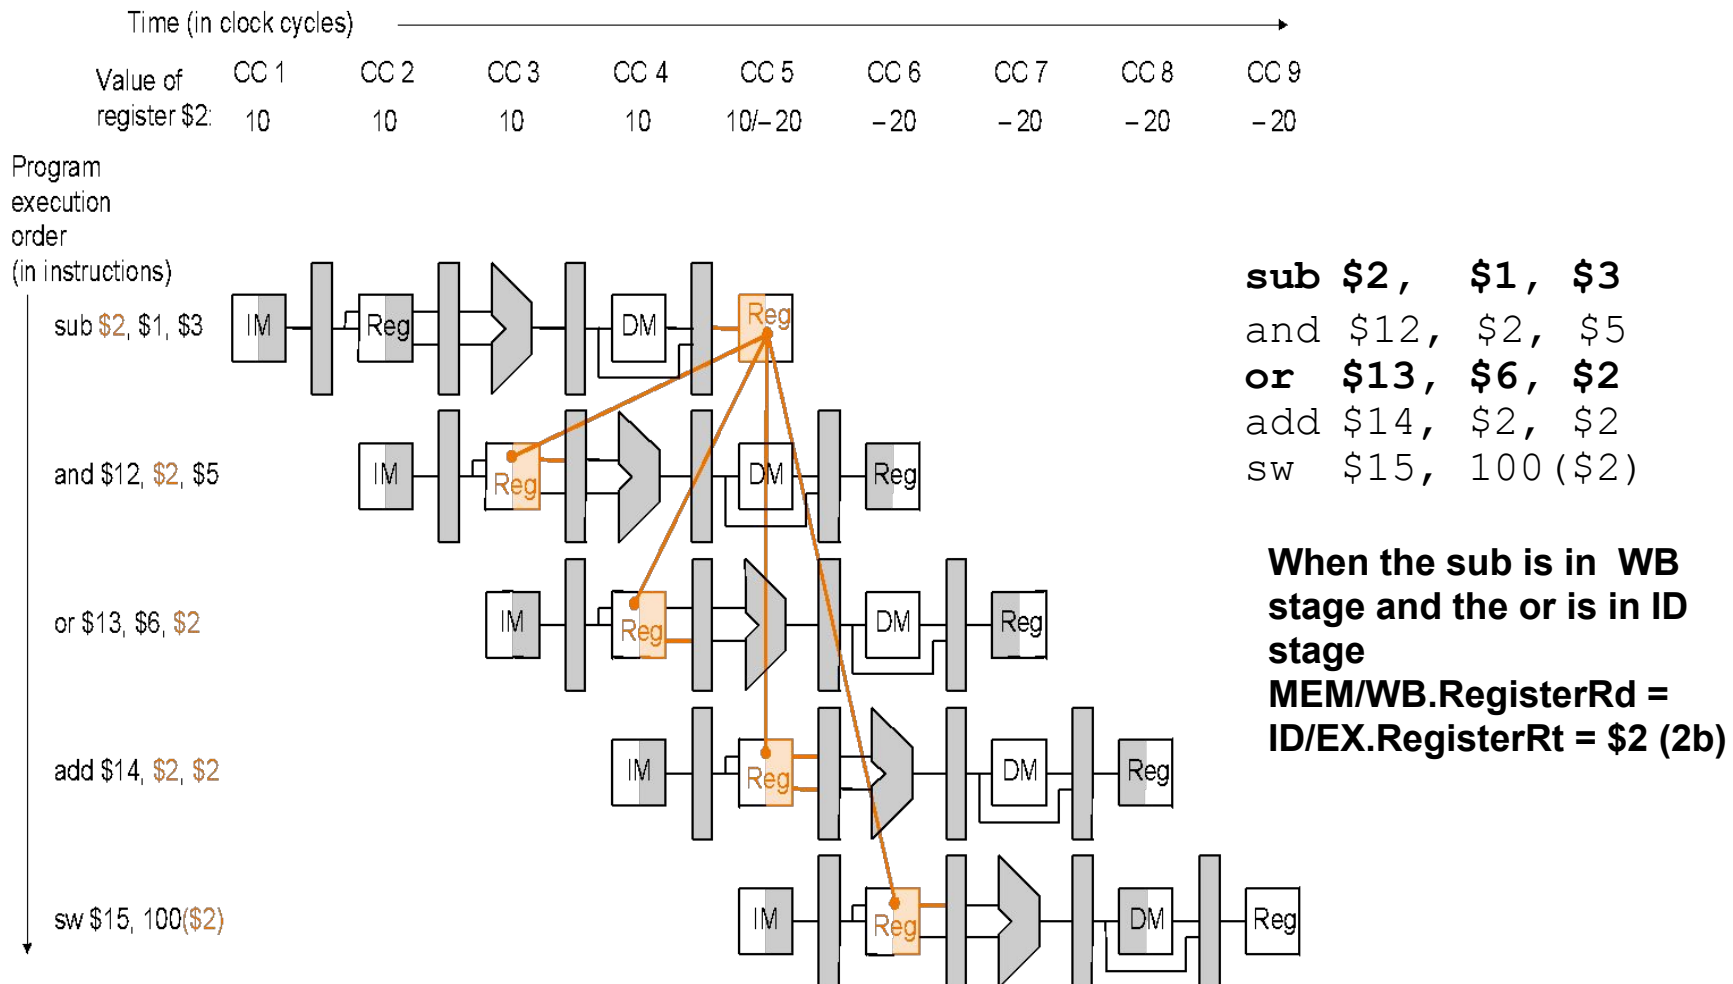 Time (in clock cycles)
Value of register $2:
CC 1 CC 2 CC 3 CC 4 CC 5 CC 6 CC 7 CC 8 CC 9
10 10 10 10 10/–20 –20 –20 –20 –20
Program
execution
order
(in instructions)
sub $2, $1, $3
IM Reg DM Reg
and $12, $2, $5
IM Reg DM Reg
or $13, $6, $2
IM Reg DM Reg
add $14, $2, $2
IM Reg DM Reg
sw $15, 100($2)
IM Reg DM Reg
sub $2, $1, $3
and $12, $2, $5
or $13, $6, $2
add $14, $2, $2
sw $15, 100($2)
When the sub is in WB
stage and the or is in ID
stage
MEM/WB.RegisterRd =
ID/EX.RegisterRt = $2 (2b)